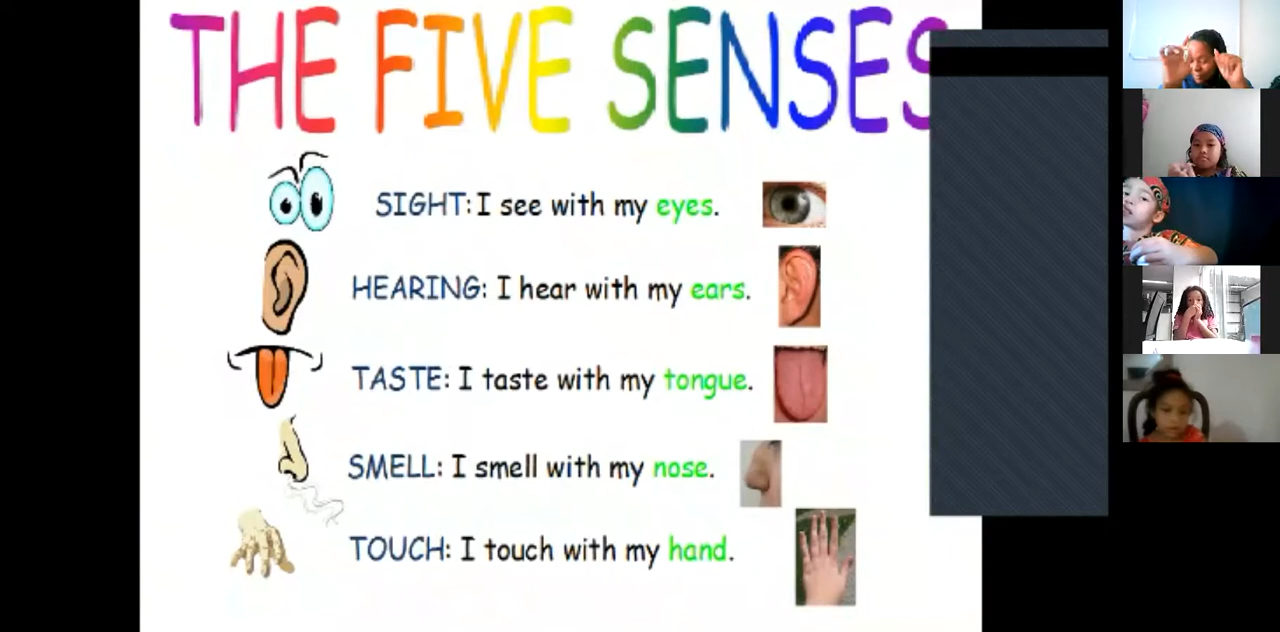 THE FIVE SENSES
SIGHT: I see with my eyes.
HEARING: I hear with my ears.
TASTE: I taste with my tongue.
SMELL: I smell with my nose.
TOUCH: I touch with my hand.